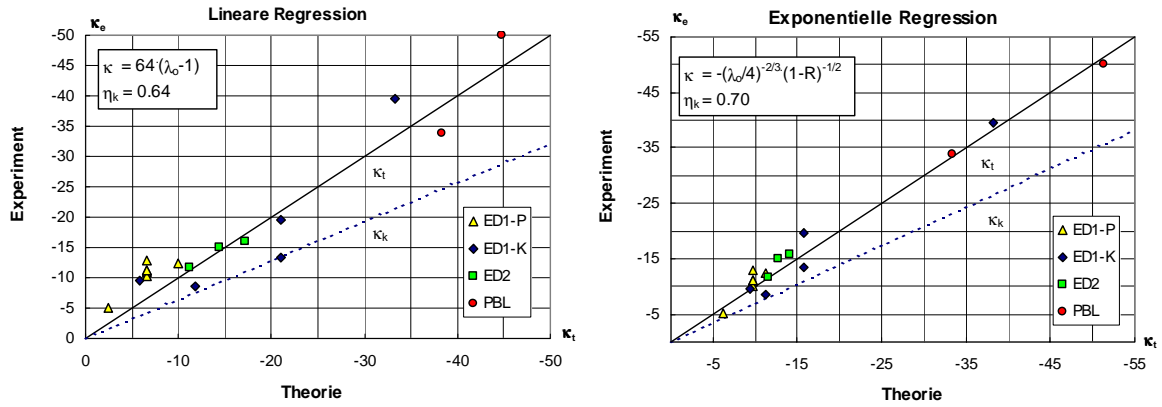 Lineare Regression
κe
-50
-45
-40
-35
-30
-25
-20
-15
-10
-5
0
κ = 64·(λo-1)
ηk = 0.64
κt
κk
ED1-P
ED1-K
ED2
PBL
0
-10
-20
-30
-40
-50
κt
Experiment
Theorie
Exponentielle Regression
κe
-55
-45
-35
-25
-15
-5
κ = -(λo/4)-2/3·(1-R)-1/2
ηk = 0.70
κt
κk
ED1-P
ED1-K
ED2
PBL
-5
-15
-25
-35
-45
-55
κt
Experiment
Theorie